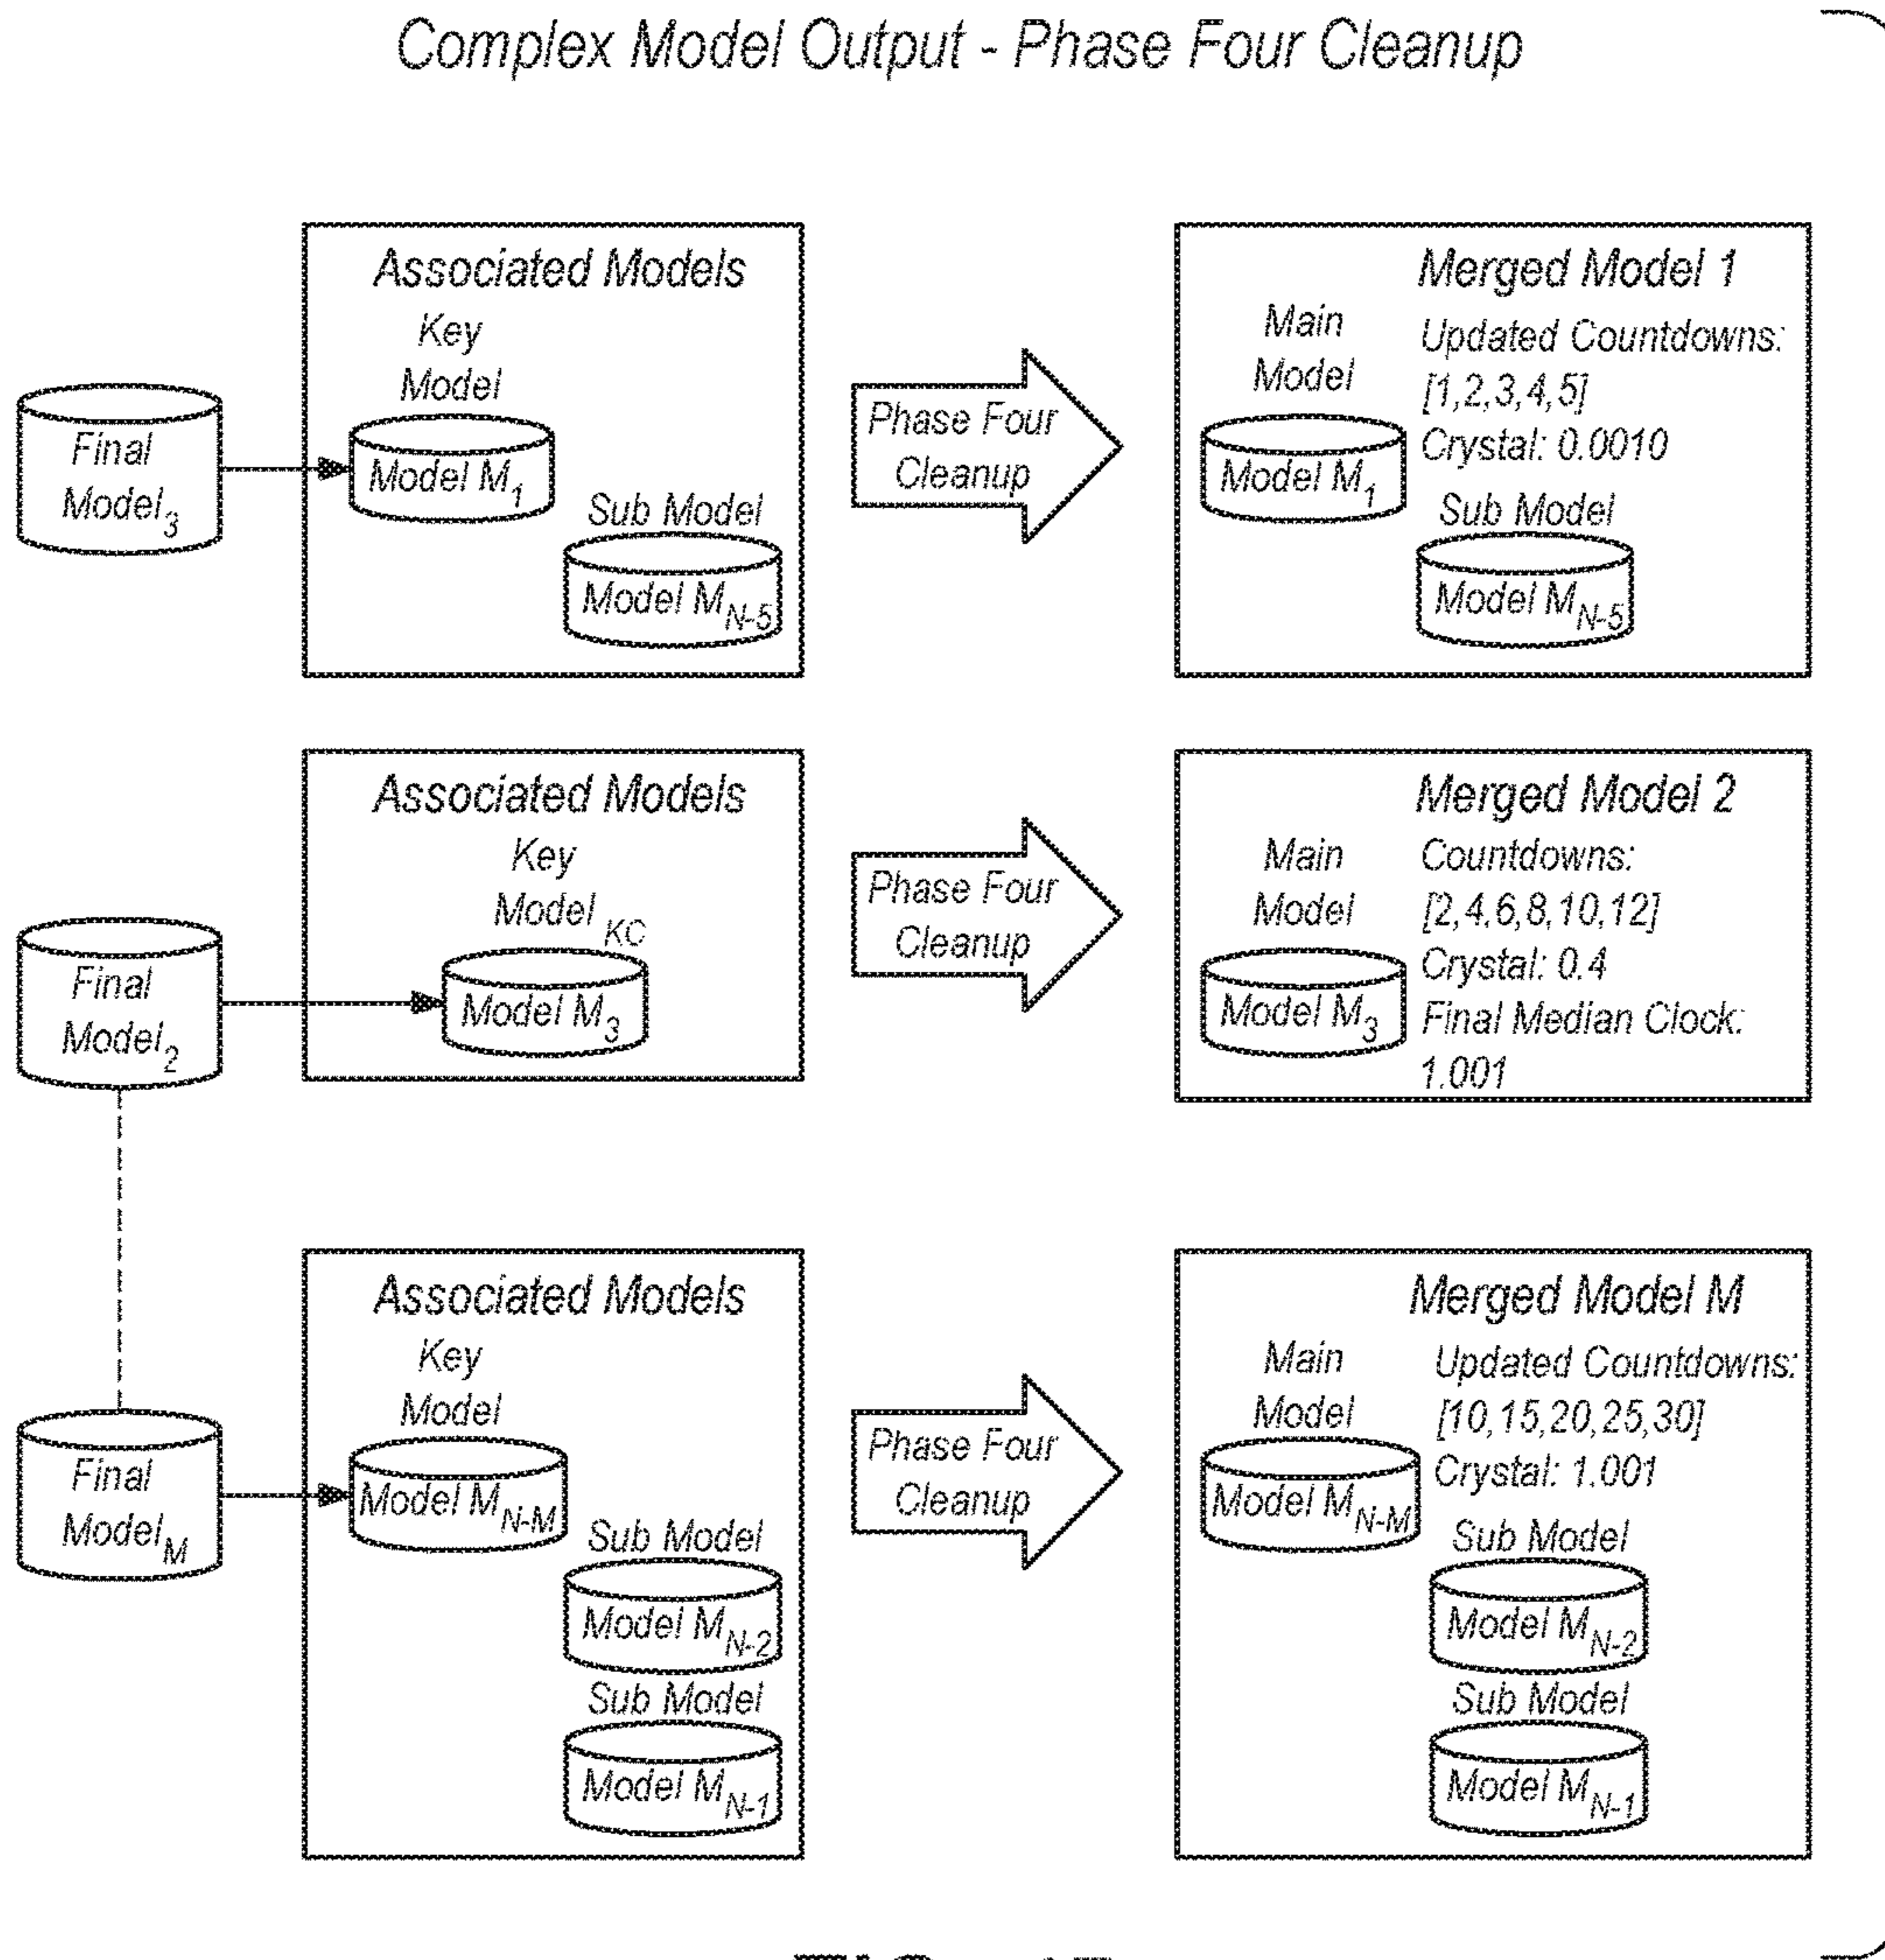 Complex Model Output - Phase Four Cleanup
Final
Model3
Associated Models
Key
Model
Model M1
Sub Model
Model MN-5
Phase Four
Cleanup
Merged Model 1
Main
Model
Updated Countdowns:
[1,2,3,4,5]
Crystal: 0.0010
Model M1
Sub Model
Model MN-5
Final
Model2
Associated Models
Key
Model KC
Model M3
Phase Four
Cleanup
Merged Model 2
Main
Model
Countdowns:
[2,4,6,8,10,12]
Crystal: 0.4
Final Median Clock:
1.001
Model M3
Final
ModelM
Associated Models
Key
Model
Model MN-M
Sub Model
Model MN-2
Sub Model
Model MN-1
Phase Four
Cleanup
Merged Model M
Main
Model
Updated Countdowns:
[10,15,20,25,30]
Crystal: 1.001
Model MN-M
Sub Model
Model MN-2
Sub Model
Model MN-1